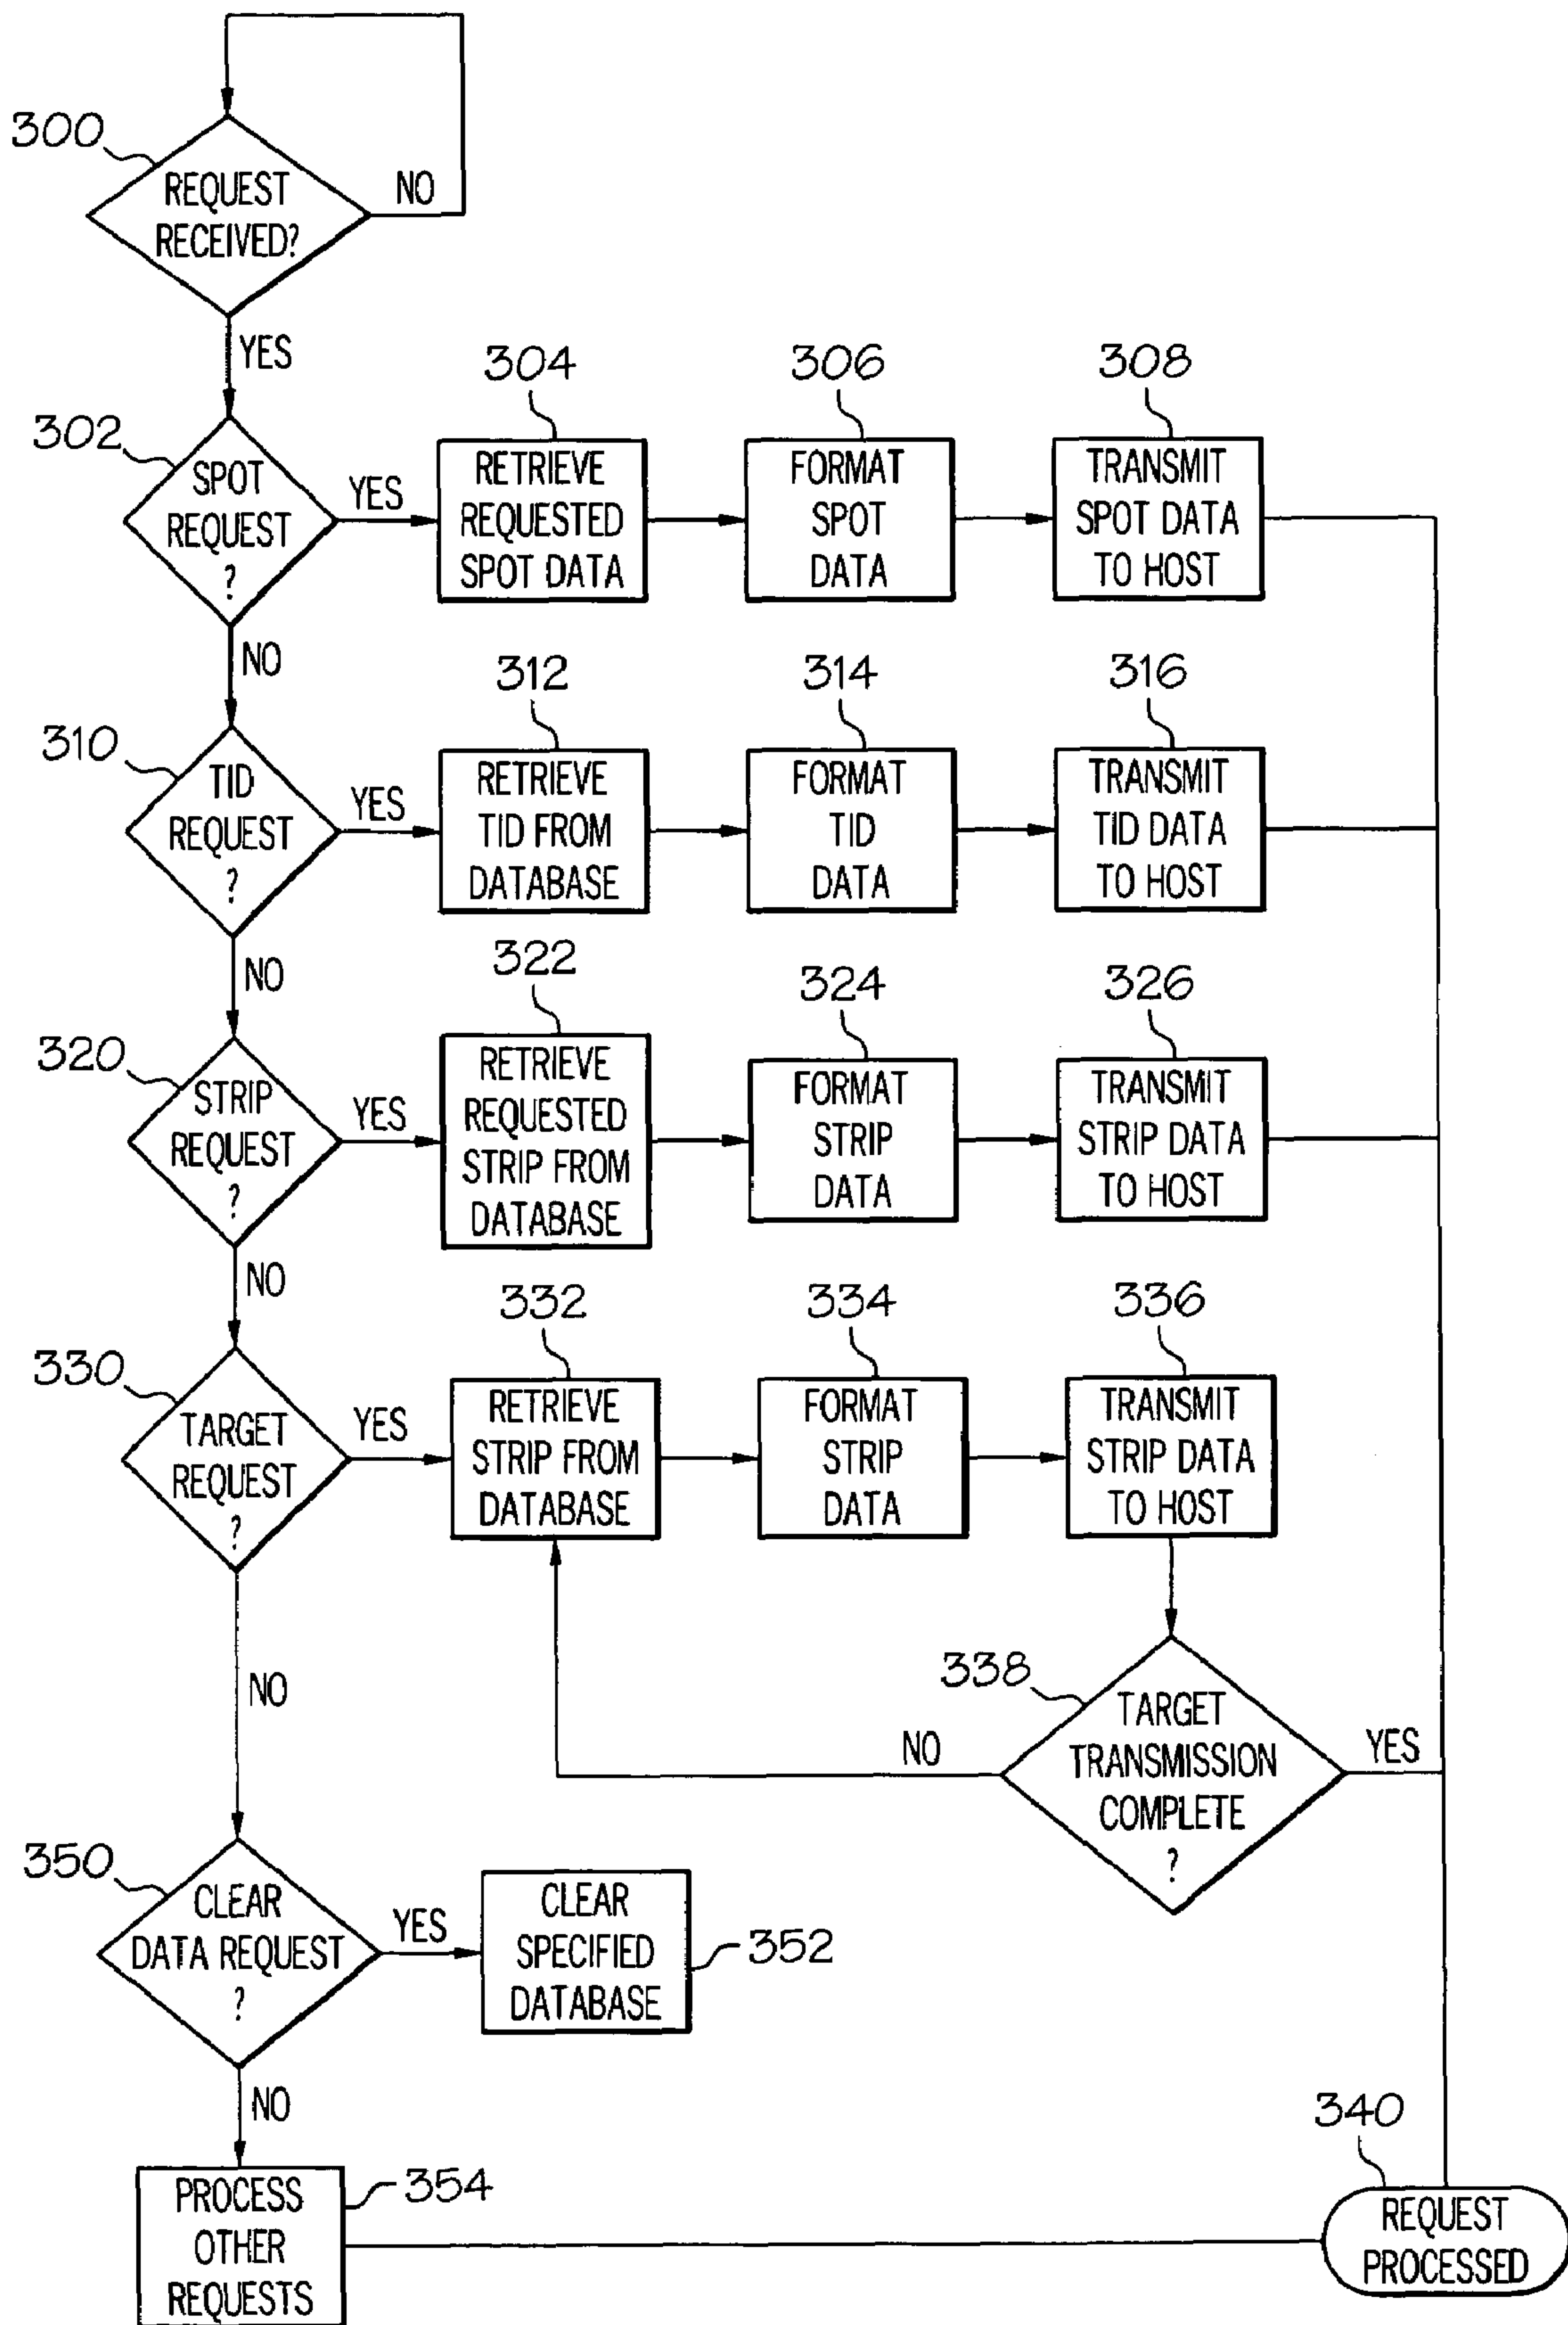 300
REQUEST
RECEIVED?
NO
YES
302
SPOT
REQUEST
?
YES
304
RETRIEVE
REQUESTED
SPOT DATA
306
FORMAT
SPOT
DATA
308
TRANSMIT
SPOT DATA
TO HOST
NO
310
TID
REQUEST
?
YES
312
RETRIEVE
TID FROM
DATABASE
314
FORMAT
TID
DATA
316
TRANSMIT
TID DATA
TO HOST
NO
320
STRIP
REQUEST
?
YES
322
RETRIEVE
REQUESTED
STRIP FROM
DATABASE
324
FORMAT
STRIP
DATA
326
TRANSMIT
STRIP DATA
TO HOST
NO
330
TARGET
REQUEST
?
YES
332
RETRIEVE
STRIP FROM
DATABASE
334
FORMAT
STRIP
DATA
336
TRANSMIT
STRIP DATA
TO HOST
NO
338
TARGET
TRANSMISSION
COMPLETE
?
NO
YES
350
CLEAR
DATA REQUEST
?
YES
CLEAR
SPECIFIED
DATABASE
352
NO
PROCESS
OTHER
REQUESTS
354
340
REQUEST
PROCESSED